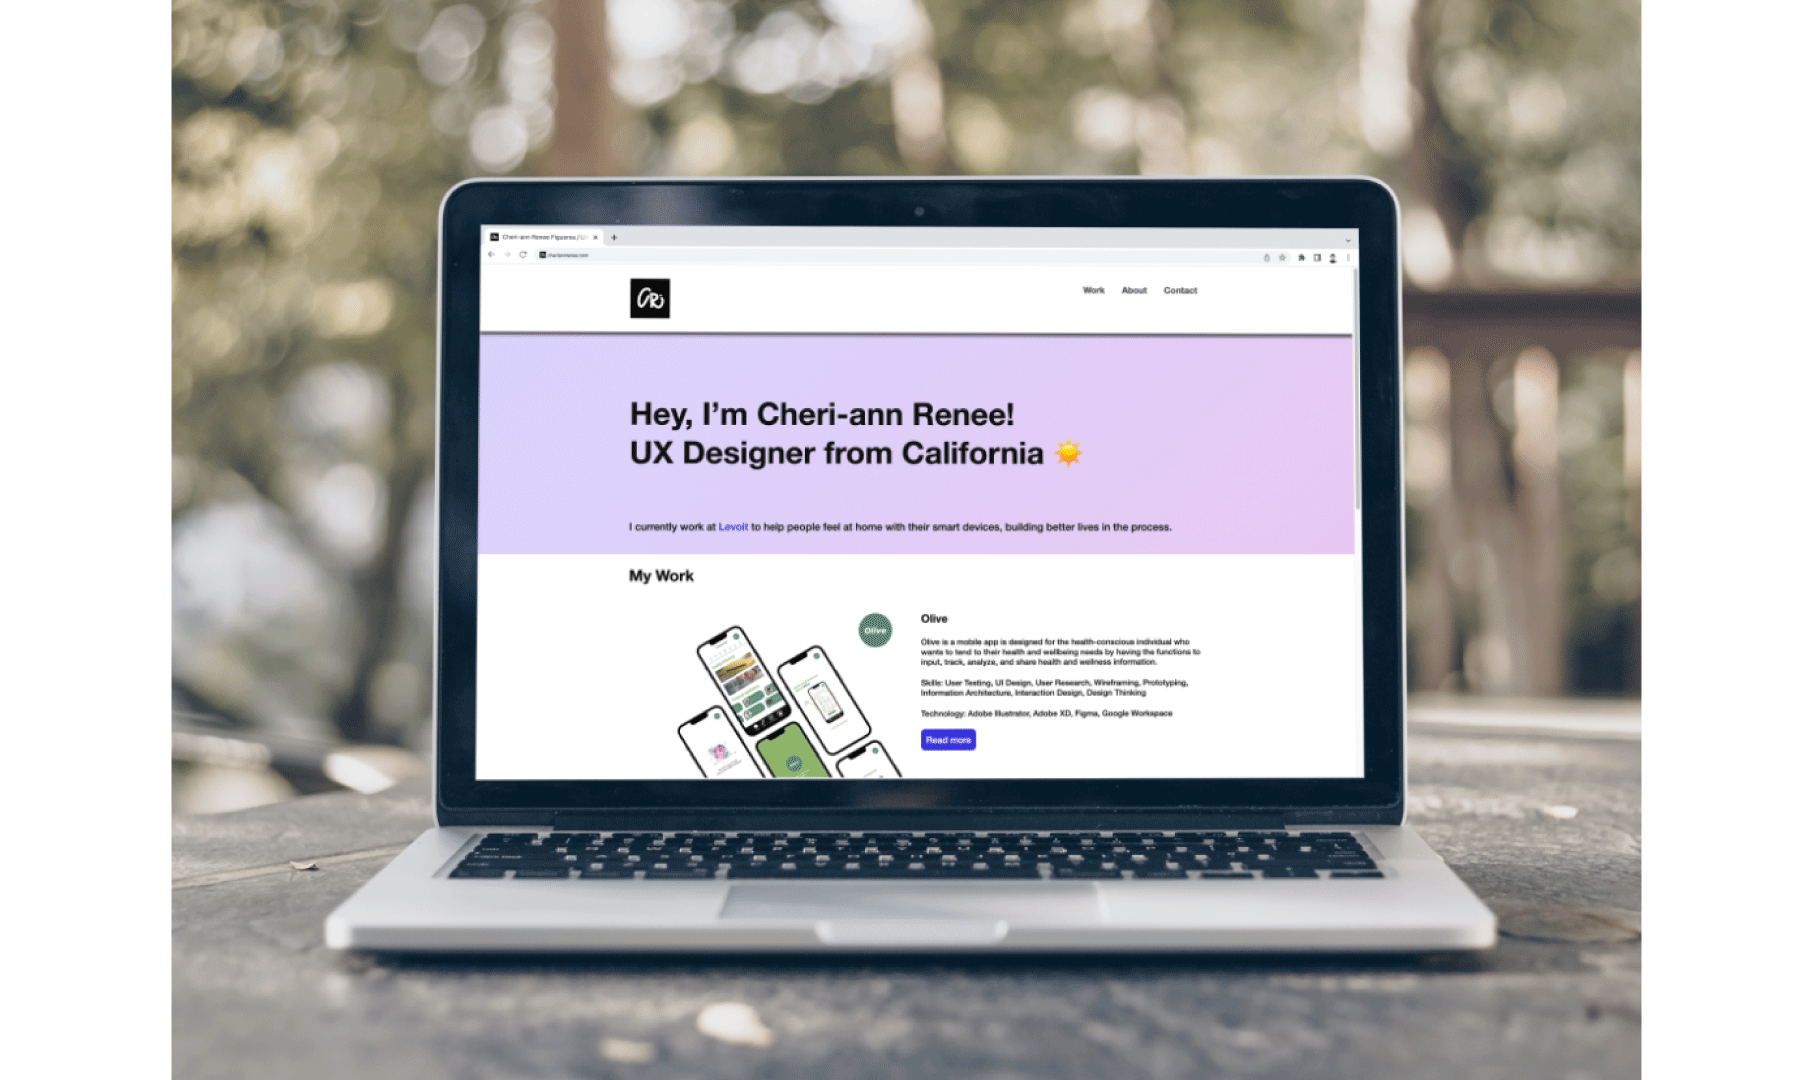 Cheri-ann Renee Figueroa
CR
Work About Contact
Hey, I’m Cheri-ann Renee!
UX Designer from California ☀️
I currently work at Levoit to help people feel at home with their smart devices, building better lives in the process.
My Work
Olive
Olive
Olive is a mobile app is designed for the health-conscious individual who
wants to tend to their health and wellbeing needs by having the functions to
input, track, analyze, and share health and wellness information.
Skills: User Testing, UI Design, User Research, Wireframing, Prototyping,
Information Architecture, Interaction Design, Design Thinking
Technology: Adobe Illustrator, Adobe XD, Figma, Google Workspace
Read more